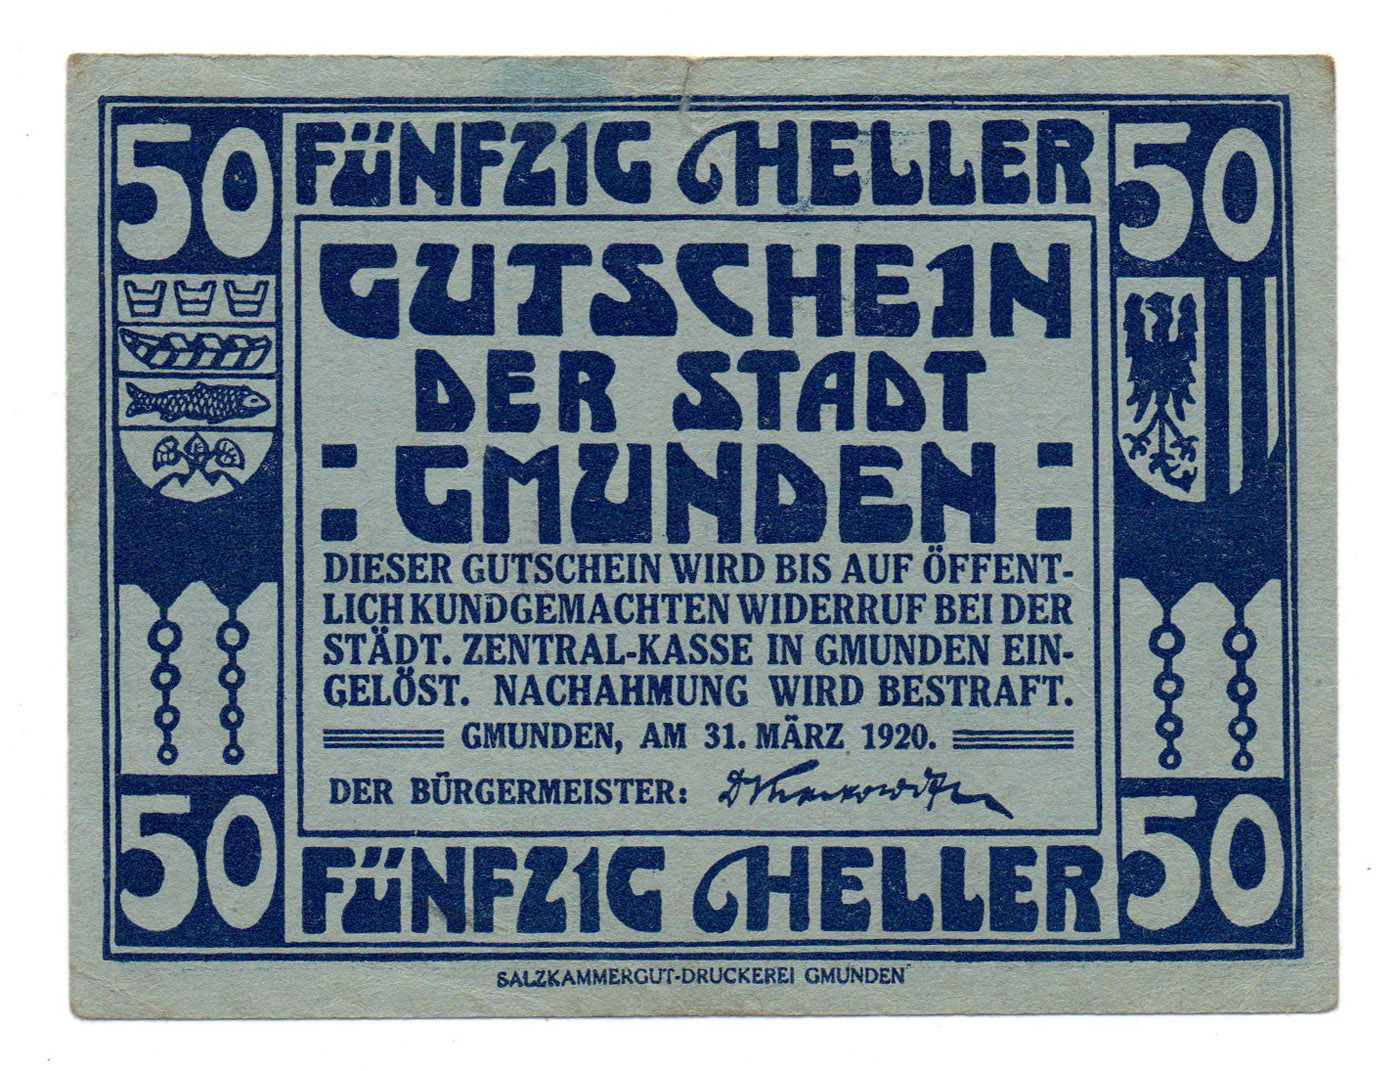 50 FÜNFZIG HELLER 50
GUTSCHEIN
DER STADT
: GMUNDEN :
DIESER GUTSCHEIN WIRD BIS AUF ÖFFENT-
LICH KUNDGEMACHTEN WIDERRUF BEI DER
STÄDT. ZENTRAL-KASSE IN GMUNDEN EIN-
GELÖST. NACHAHMUNG WIRD BESTRAFT.
GMUNDEN, AM 31. MÄRZ 1920.
DER BÜRGERMEISTER:
50 FÜNFZIG HELLER 50
SALZKAMMERGUT-DRUCKEREI GMUNDEN